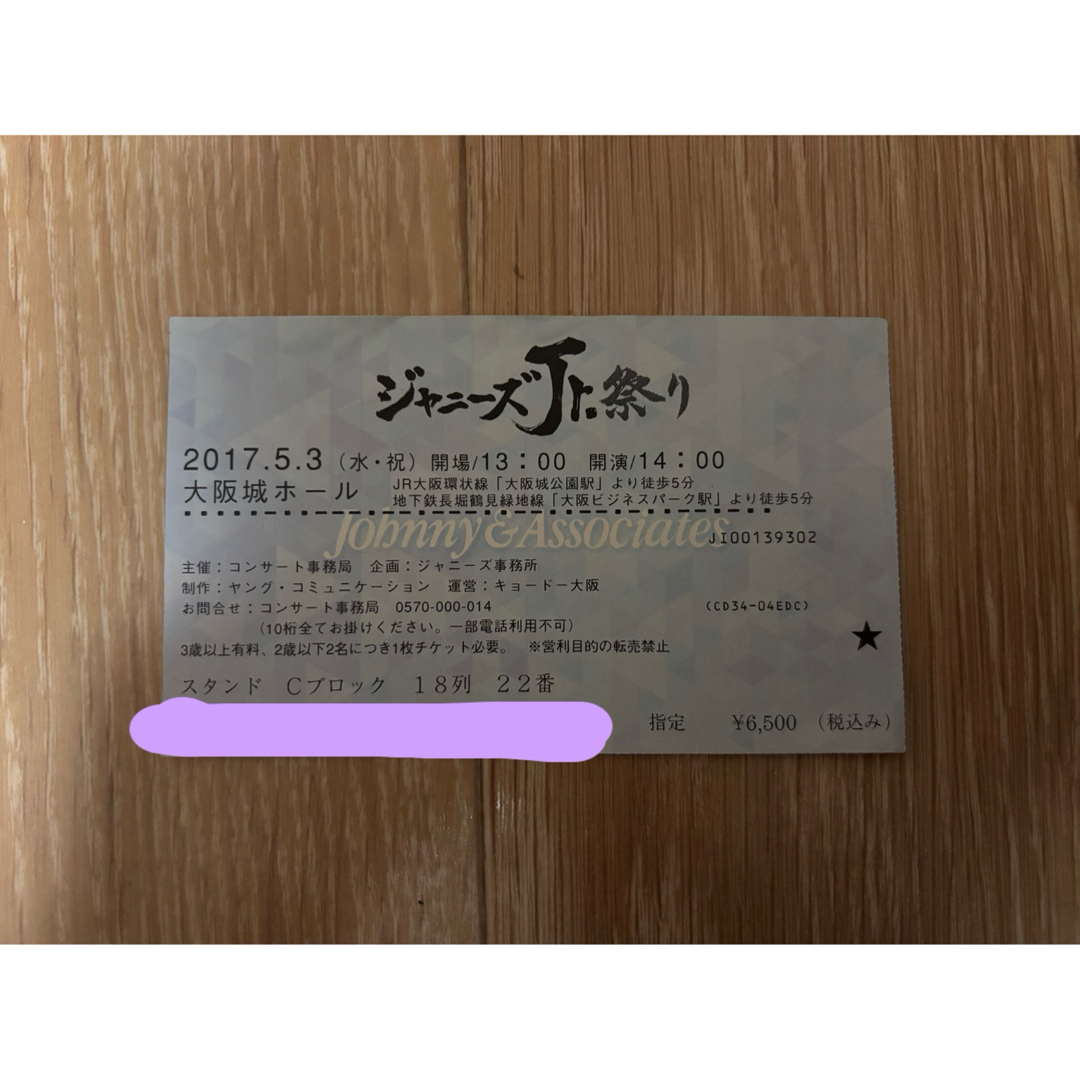 ジャニーズJr.祭り
2017.5.3（水・祝）開場/13：00　開演/14：00
大阪城ホール
JR大阪環状線「大阪城公園駅」より徒歩5分
地下鉄長堀鶴見緑地線「大阪ビジネスパーク駅」より徒歩5分
Johnny&Associates
JI00139302
主催：コンサート事務局　企画：ジャニーズ事務所
制作：ヤング・コミュニケーション　運営：キョードー大阪
お問合せ：コンサート事務局　0570-000-014
(CD34-04EDC)
（10桁全てお掛けください。一部電話利用不可）
★
3歳以上有料、2歳以下2名につき1枚チケット必要。　※営利目的の転売禁止
スタンド　Cブロック　18列　22番
指定　¥6,500　（税込み）